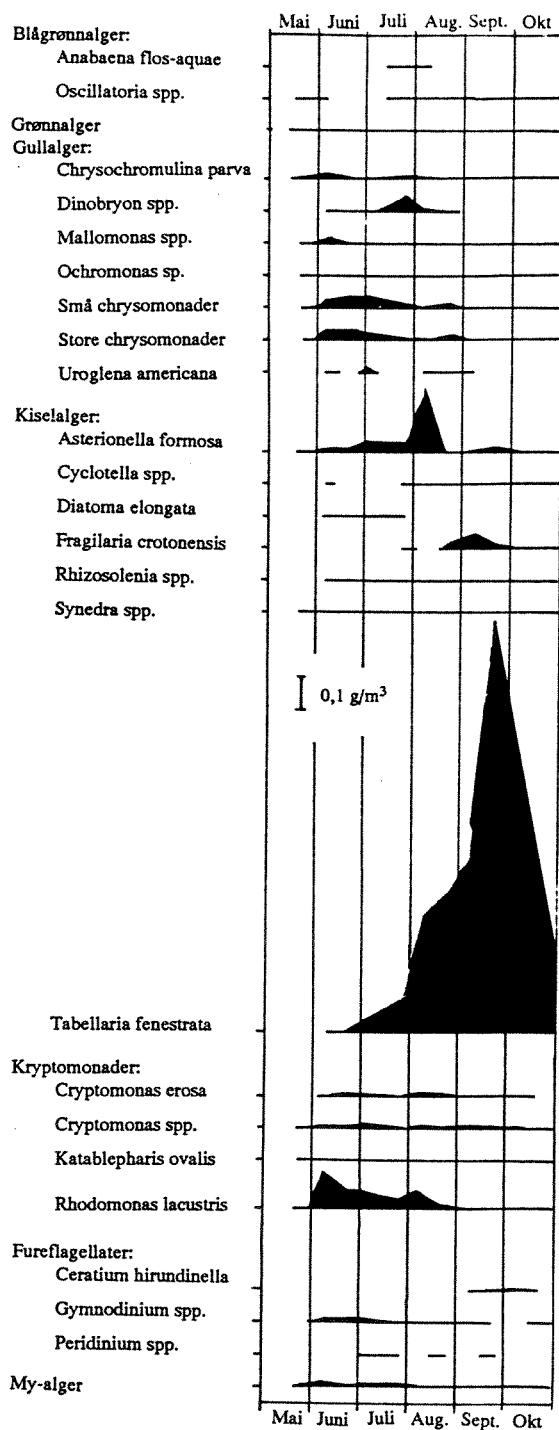 Mai Juni Juli Aug. Sept. Okt
Blågrønnalger:
Anabaena flos-aquae
Oscillatoria spp.
Grønnalger
Gullalger:
Chrysochromulina parva
Dinobryon spp.
Mallomonas spp.
Ochromonas sp.
Små chrysomonader
Store chrysomonader
Uroglena americana
Kiselalger:
Asterionella formosa
Cyclotella spp.
Diatoma elongata
Fragilaria crotonensis
Rhizosolenia spp.
Synedra spp.
0,1 g/m³
Tabellaria fenestrata
Kryptomonader:
Cryptomonas erosa
Cryptomonas spp.
Katablepharis ovalis
Rhodomonas lacustris
Fureflagellater:
Ceratium hirundinella
Gymnodinium spp.
Peridinium spp.
My-alger
Mai Juni Juli Aug. Sept. Okt